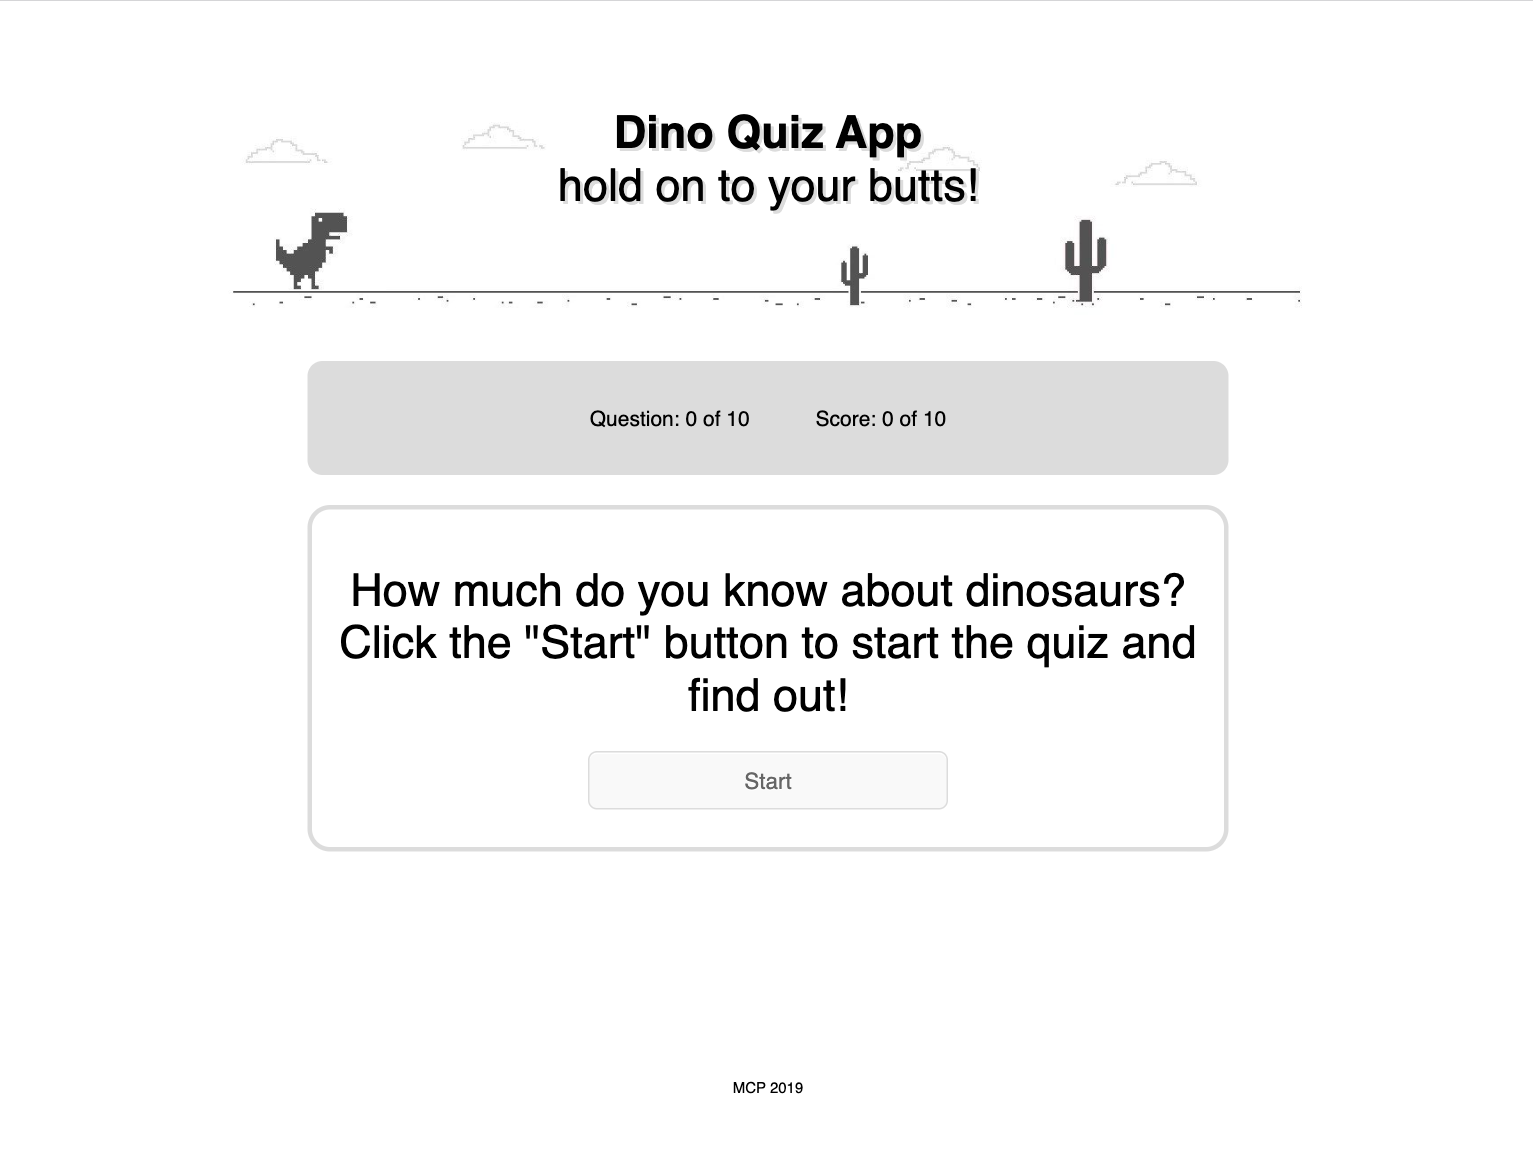 Dino Quiz App
hold on to your butts!
Question: 0 of 10 Score: 0 of 10
How much do you know about dinosaurs?
Click the "Start" button to start the quiz and
find out!
Start
MCP 2019